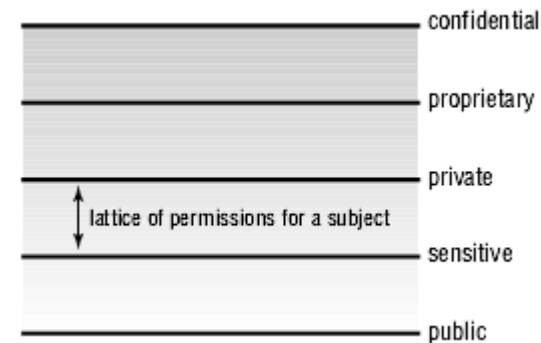 confidential
proprietary
private
lattice of permissions for a subject
sensitive
public